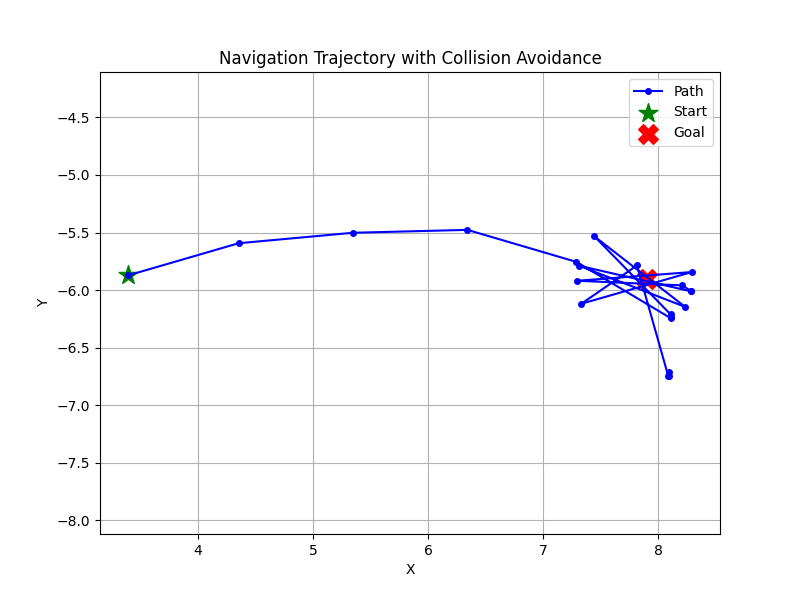 Navigation Trajectory with Collision Avoidance
Path
Start
Goal
−4.5
−5.0
−5.5
−6.0
−6.5
−7.0
−7.5
−8.0
Y
4 5 6 7 8
X